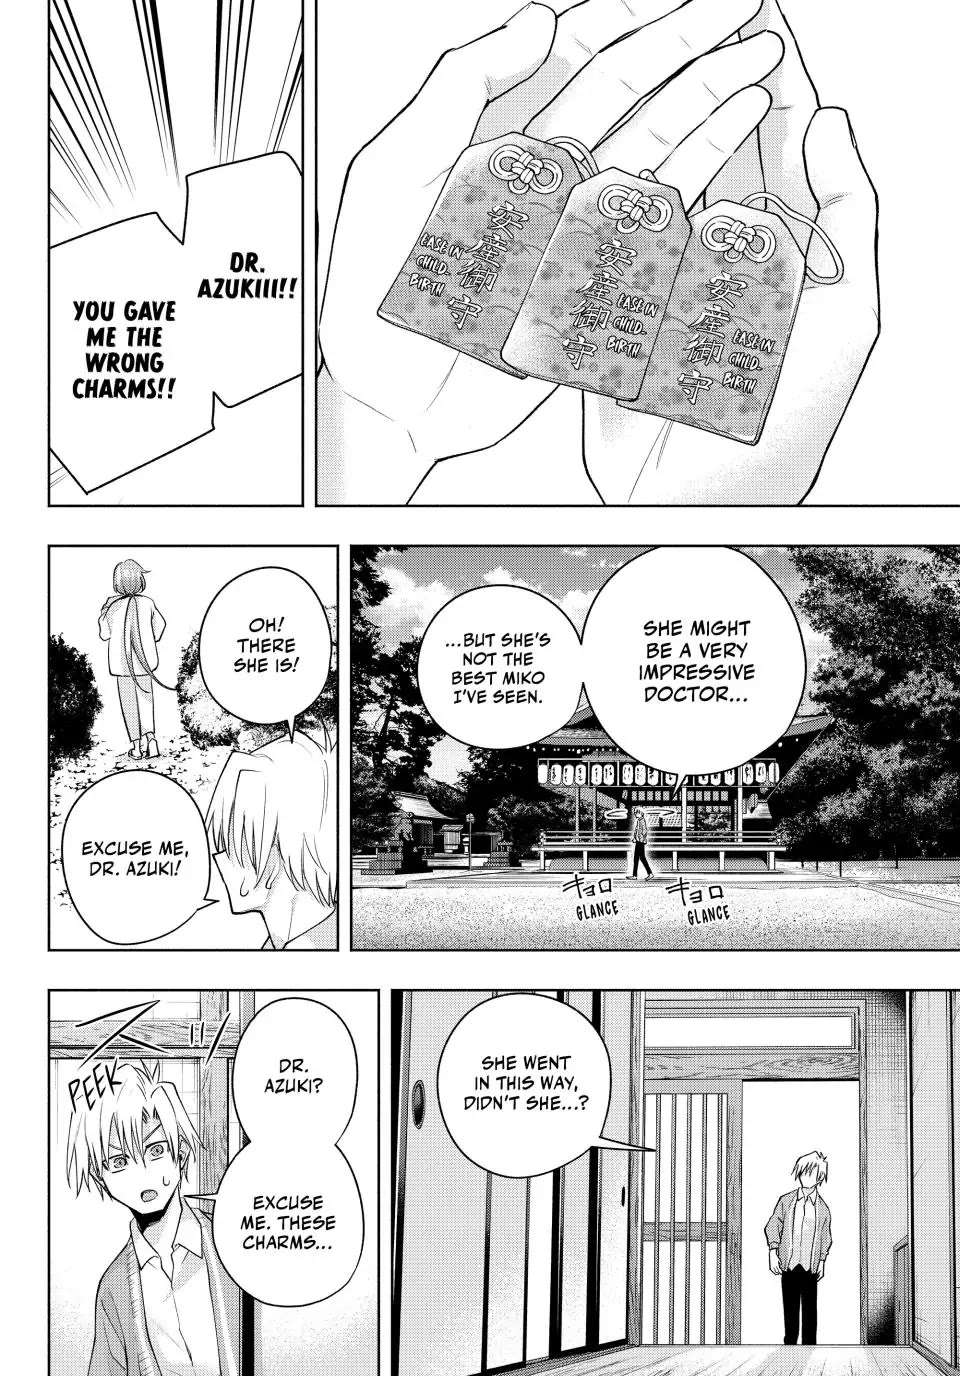 安産御守
EASE IN
CHILD-
BIRTH
安産御守
EASE IN
CHILD-
BIRTH
安産御守
EASE IN
CHILD-
BIRTH
DR.
AZUKIII!!
YOU GAVE
ME THE
WRONG
CHARMS!!
SHE MIGHT
BE A VERY
IMPRESSIVE
DOCTOR...
...BUT SHE'S
NOT THE
BEST MIKO
I'VE SEEN.
キョロ
GLANCE
キョロ
GLANCE
OH!
THERE
SHE IS!
EXCUSE ME,
DR. AZUKI!
SHE WENT
IN THIS WAY,
DIDN'T SHE...?
PEEK
DR.
AZUKI?
EXCUSE
ME. THESE
CHARMS...